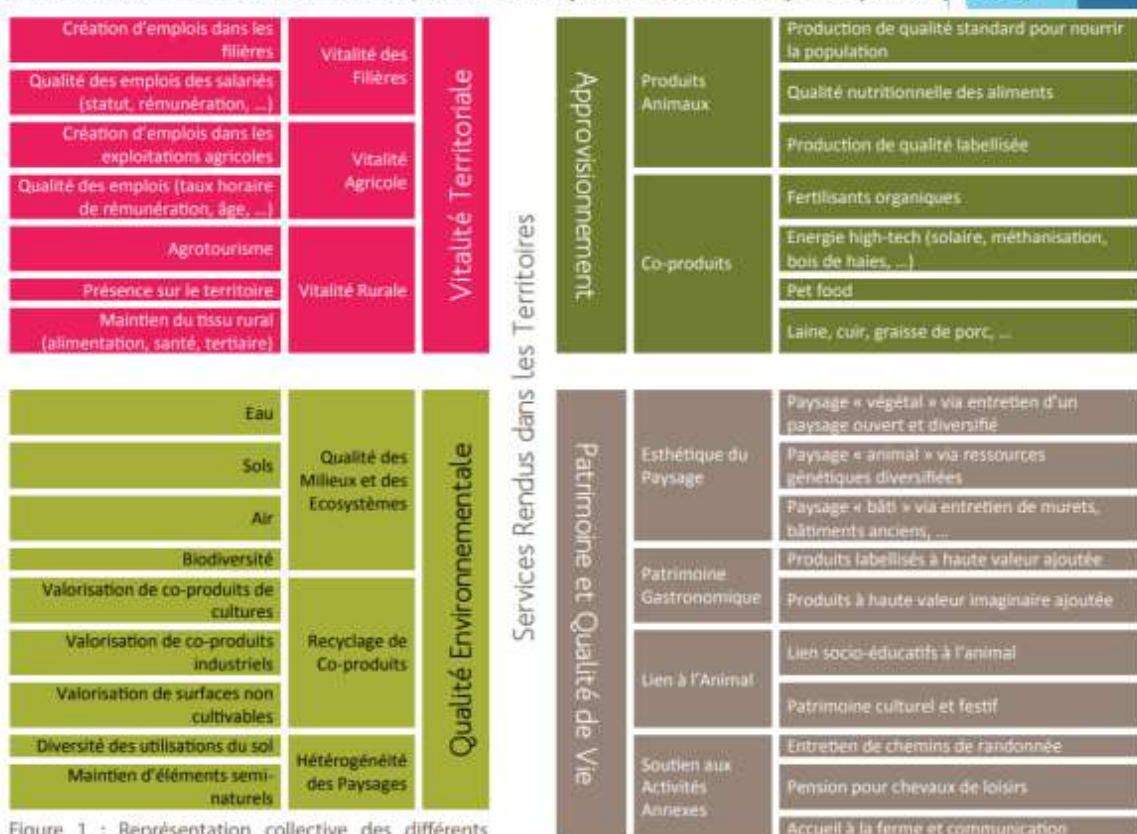 Création d'emplois dans les
filières
Qualité des emplois des salariés
(statut, rémunération, ...)
Création d'emplois dans les
exploitations agricoles
Qualité des emplois (taux horaire
de rémunération, âge, ...)
Agrotourisme
Présence sur le territoire
Maintien du tissu rural
(alimentation, santé, tertiaire)
Vitalité des
Filières
Vitalité
Agricole
Vitalité Rurale
Vitalité Territoriale
Eau
Sols
Air
Biodiversité
Valorisation de co-produits de
cultures
Valorisation de co-produits
industriels
Valorisation de surfaces non
cultivables
Diversité des utilisations du sol
Maintien d'éléments semi-
naturels
Qualité des
Milieux et des
Ecosystèmes
Recyclage de
Co-produits
Hétérogénéité
des Paysages
Qualité Environnementale
Services Rendus dans les Territoires
Approvisionnement
Produits
Animaux
Co-produits
Production de qualité standard pour nourrir
la population
Qualité nutritionnelle des aliments
Production de qualité labellisée
Fertilisants organiques
Energie high-tech (solaire, méthanisation,
bois de haies, ...)
Pet food
Laine, cuir, graisse de porc, ...
Patrimoine et Qualité de Vie
Esthétique du
Paysage
Patrimoine
Gastronomique
Lien à l'Animal
Soutien aux
Activités
Annexes
Paysage « végétal » via entretien d'un
paysage ouvert et diversifié
Paysage « animal » via ressources
génétiques diversifiées
Paysage « bâti » via entretien de murets,
bâtiments anciens, ...
Produits labellisés à haute valeur ajoutée
Produits à haute valeur imaginaire ajoutée
Lien socio-éducatifs à l'animal
Patrimoine culturel et festif
Entretien de chemins de randonnée
Pension pour chevaux de loisirs
Accueil à la ferme et communication
Figure 1 : Représentation collective des différents